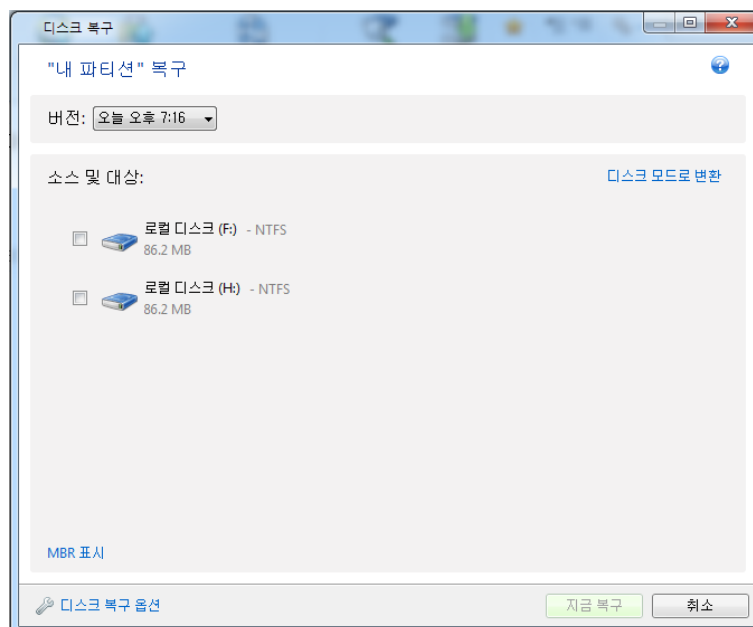 디스크 복구
"내 파티션" 복구
버전: 오늘 오후 7:16
소스 및 대상:
디스크 모드로 변환
로컬 디스크 (F:) - NTFS
86.2 MB
로컬 디스크 (H:) - NTFS
86.2 MB
MBR 표시
디스크 복구 옵션
지금 복구
취소